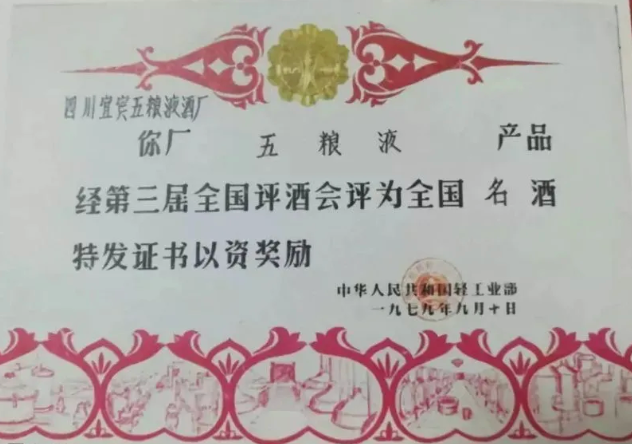 四川宜宾五粮液酒厂
你厂 五粮液 产品
经第三届全国评酒会评为全国名酒
特发证书以资奖励
中华人民共和国轻工业部
一九七九年九月十日